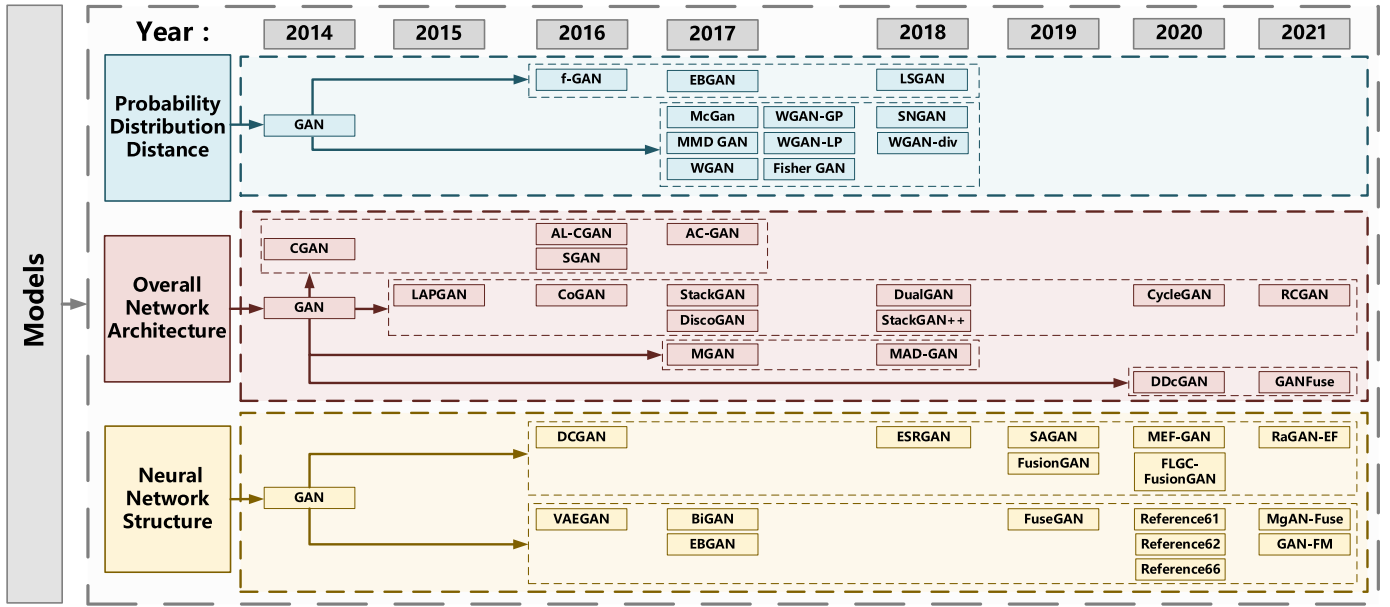 Models
Year :
2014
2015
2016
2017
2018
2019
2020
2021
Probability
Distribution
Distance
GAN
f-GAN
EBGAN
LSGAN
McGan
WGAN-GP
SNGAN
MMD GAN
WGAN-LP
WGAN-div
WGAN
Fisher GAN
Overall
Network
Architecture
CGAN
AL-CGAN
AC-GAN
SGAN
GAN
LAPGAN
CoGAN
StackGAN
DualGAN
CycleGAN
RCGAN
DiscoGAN
StackGAN++
MGAN
MAD-GAN
DDcGAN
GANFuse
Neural
Network
Structure
GAN
DCGAN
ESRGAN
SAGAN
MEF-GAN
RaGAN-EF
FusionGAN
FLGC-
FusionGAN
VAEGAN
BiGAN
FuseGAN
Reference61
MgAN-Fuse
EBGAN
Reference62
GAN-FM
Reference66